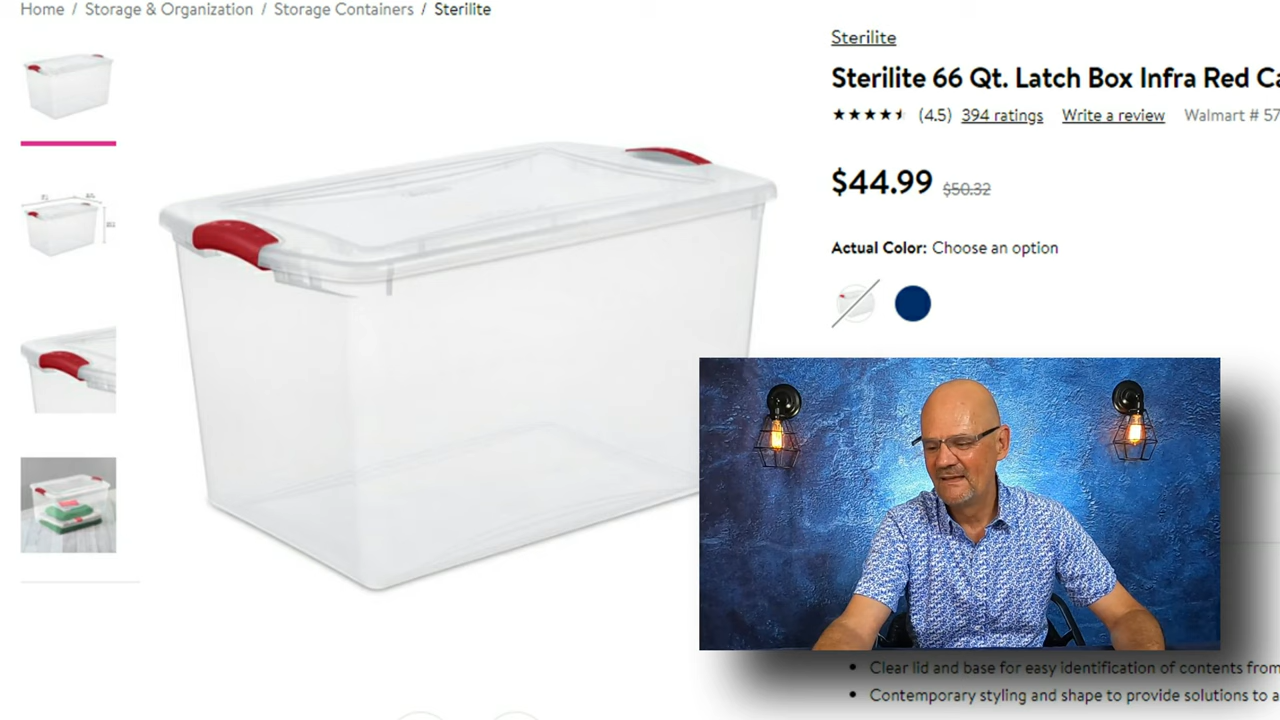 Home / Storage & Organization / Storage Containers / Sterilite
Sterilite
Sterilite 66 Qt. Latch Box Infra Red Ca
(4.5) 394 ratings Write a review Walmart # 57
$44.99 $50.32
Actual Color: Choose an option
Clear lid and base for easy identification of contents from
Contemporary styling and shape to provide solutions to a